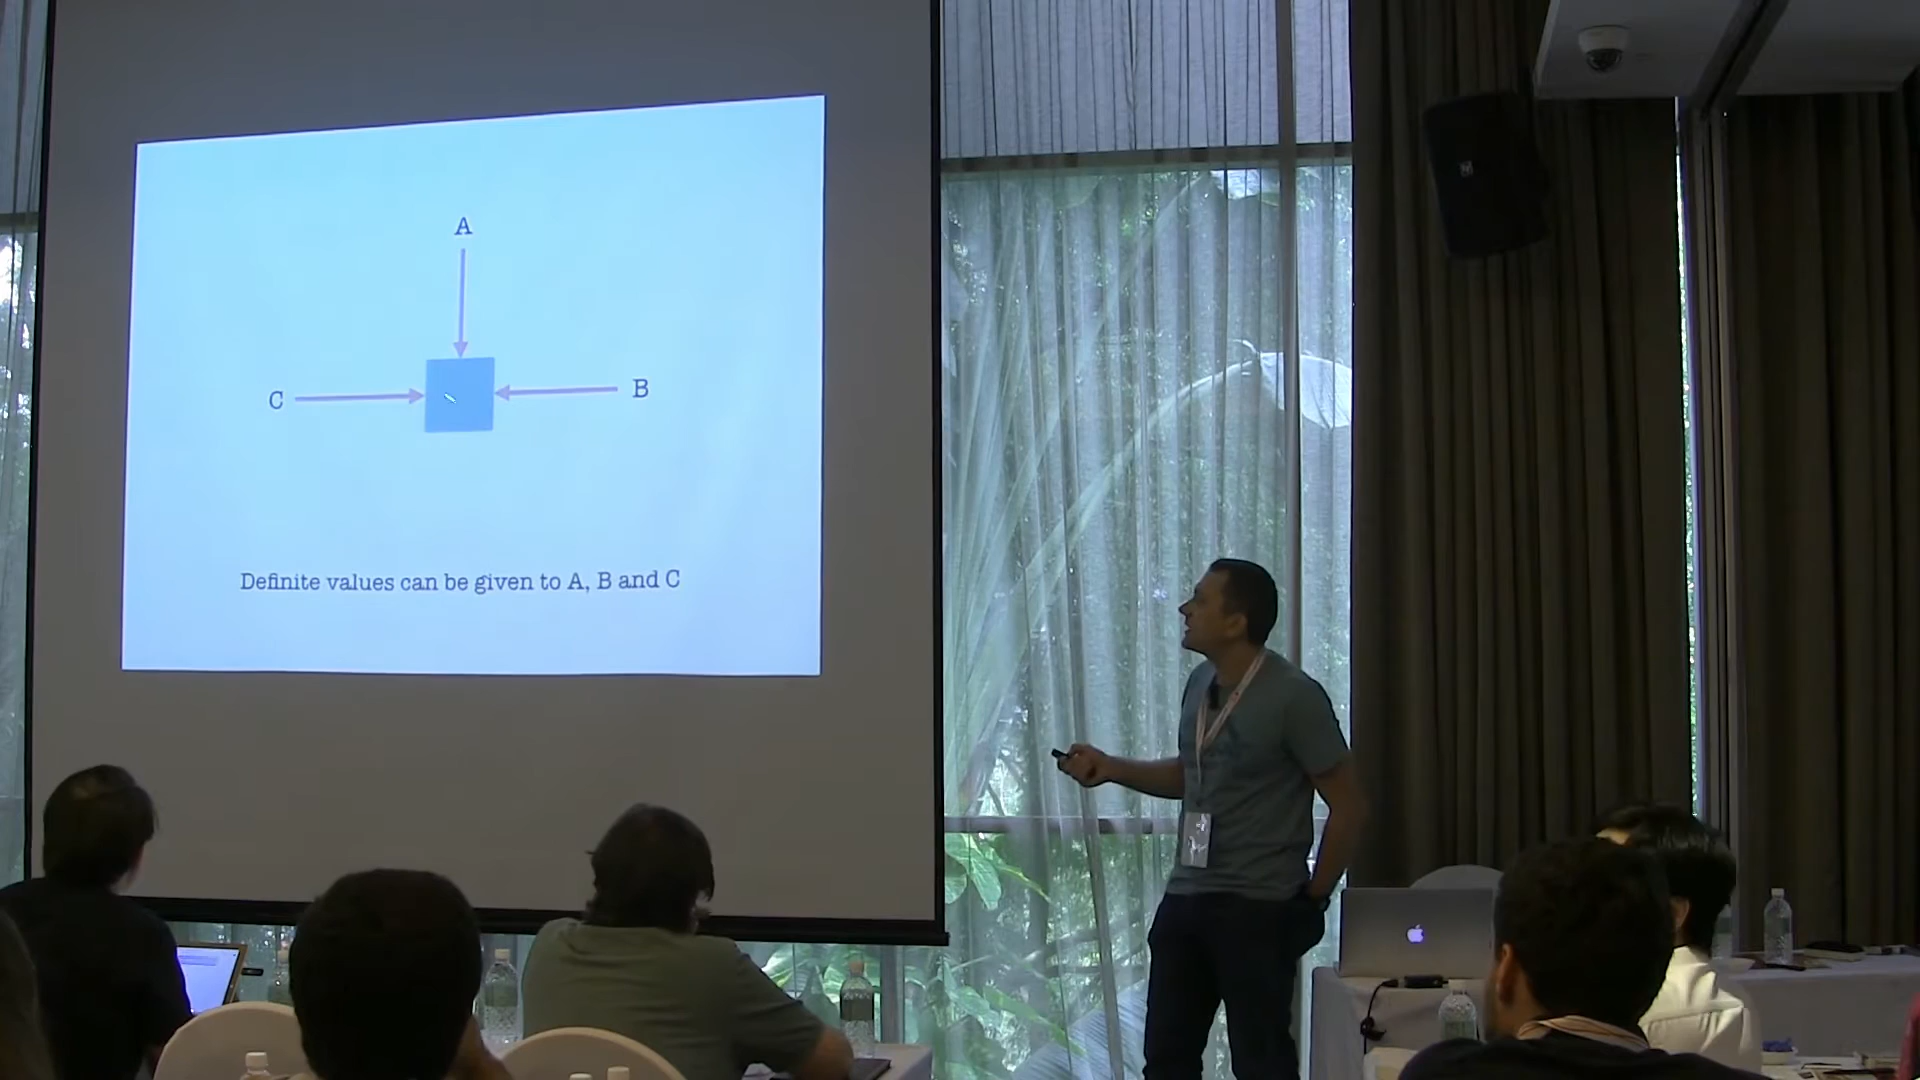 A
C
B
Definite values can be given to A, B and C